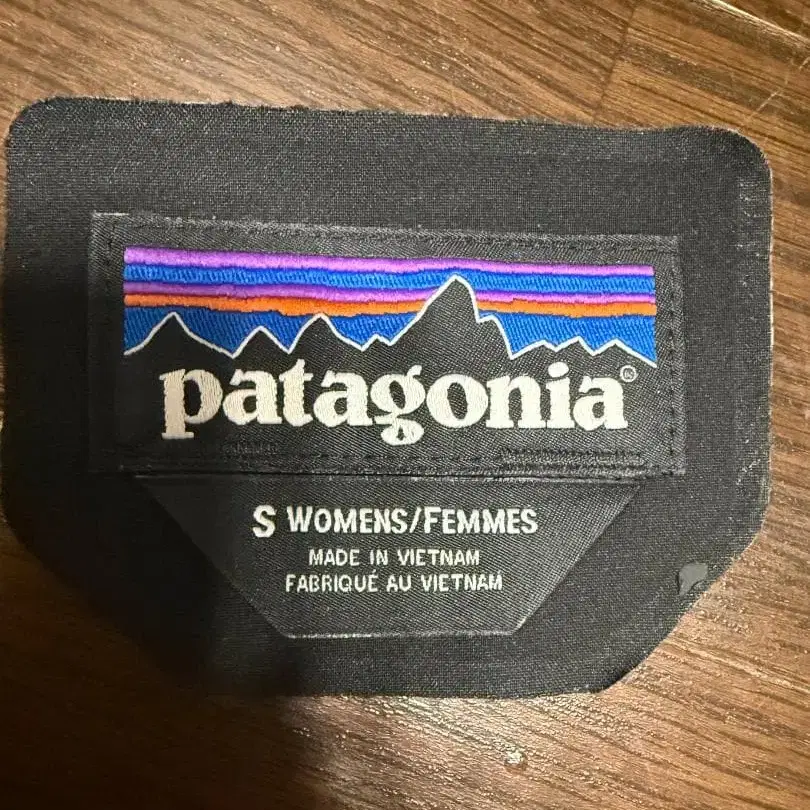 patagonia®
S WOMENS/FEMMES
MADE IN VIETNAM
FABRIQUÉ AU VIETNAM